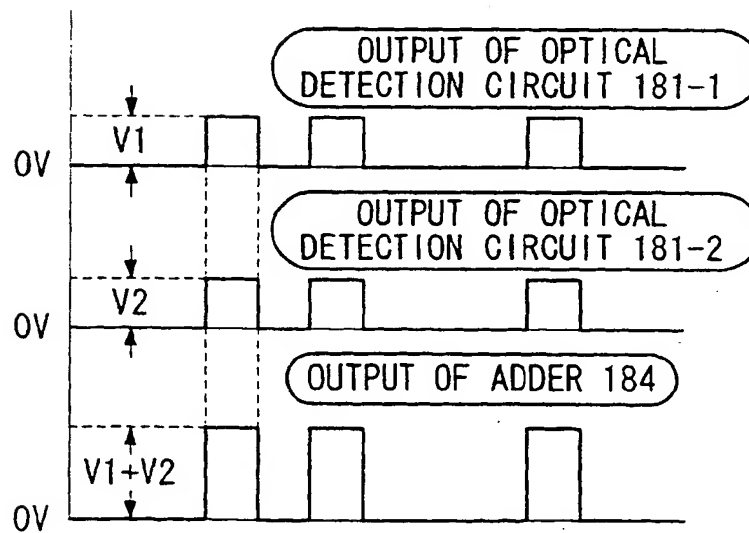 OUTPUT OF OPTICAL
DETECTION CIRCUIT 181-1
V1
0V
OUTPUT OF OPTICAL
DETECTION CIRCUIT 181-2
V2
0V
OUTPUT OF ADDER 184
V1+V2
0V